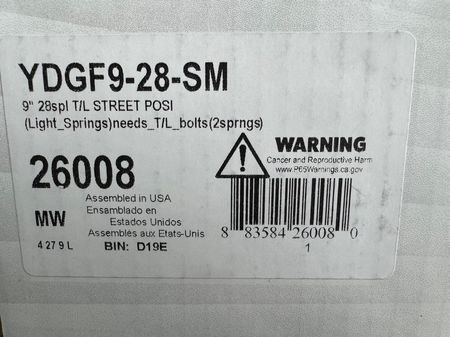 YDGF9-28-SM
9" 28spl T/L STREET POSI
(Light_Springs)needs_T/L_bolts(2sprngs)
26008
WARNING
Cancer and Reproductive Harm
www.P65Warnings.ca.gov
MW
Assembled in USA
Ensamblado en
Estados Unidos
Assemblés aux Etats-Unis
4 27 9 L
BIN: D19E
8 83584 26008 0
1